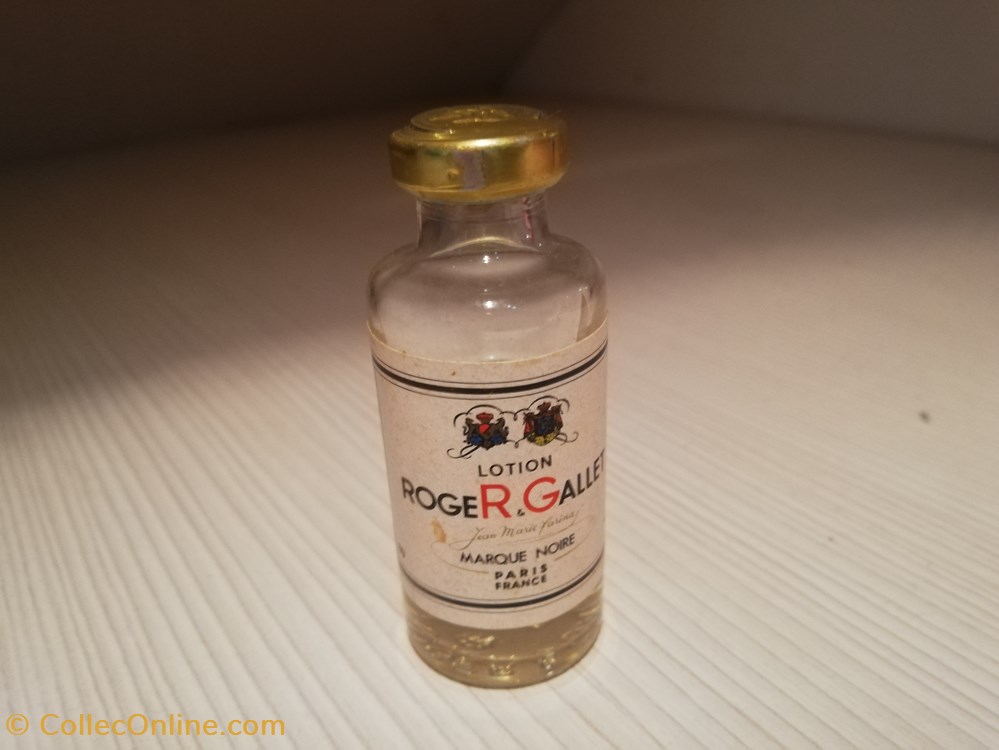 LOTION
ROGER & GALLET
Jean Marie Farina
MARQUE NOIRE
PARIS
FRANCE
© CollecOnline.com